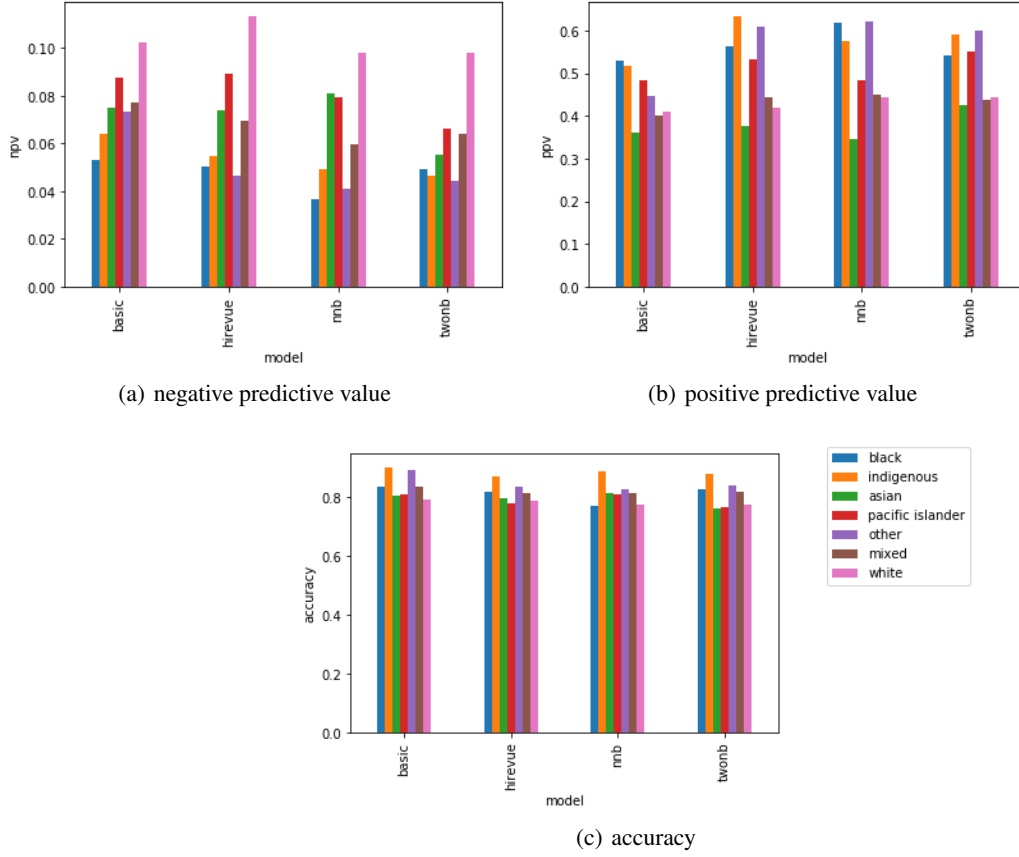 0.10
0.08
0.06
0.04
0.02
0.00
npv
basic
hirevue
nnb
twonb
model
(a) negative predictive value
0.6
0.5
0.4
0.3
0.2
0.1
0.0
ppv
basic
hirevue
nnb
twonb
model
(b) positive predictive value
0.8
0.6
0.4
0.2
0.0
accuracy
basic
hirevue
nnb
twonb
model
(c) accuracy
black
indigenous
asian
pacific islander
other
mixed
white